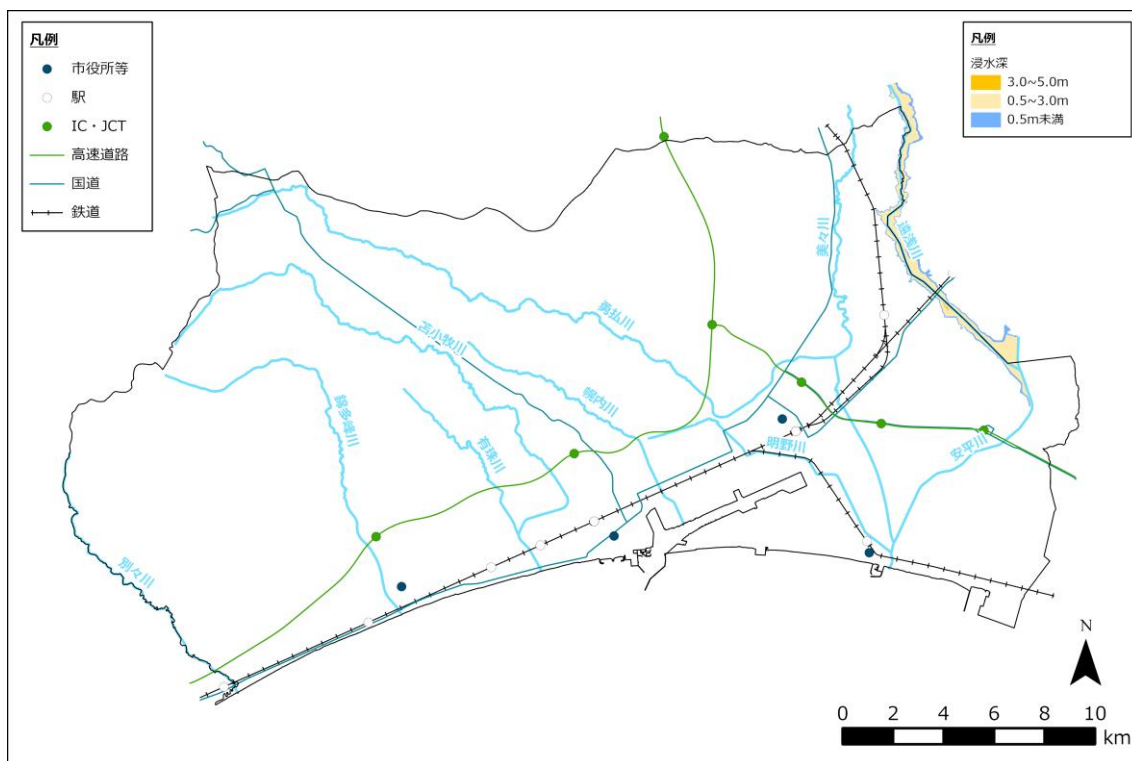 凡例
市役所等
駅
IC・JCT
高速道路
国道
鉄道
凡例
浸水深
3.0~5.0m
0.5~3.0m
0.5m未満
美々川
遠浅川
勇払川
苫小牧川
幌内川
錦多峰川
有珠川
明野川
安平川
別々川
N
0 2 4 6 8 10
km